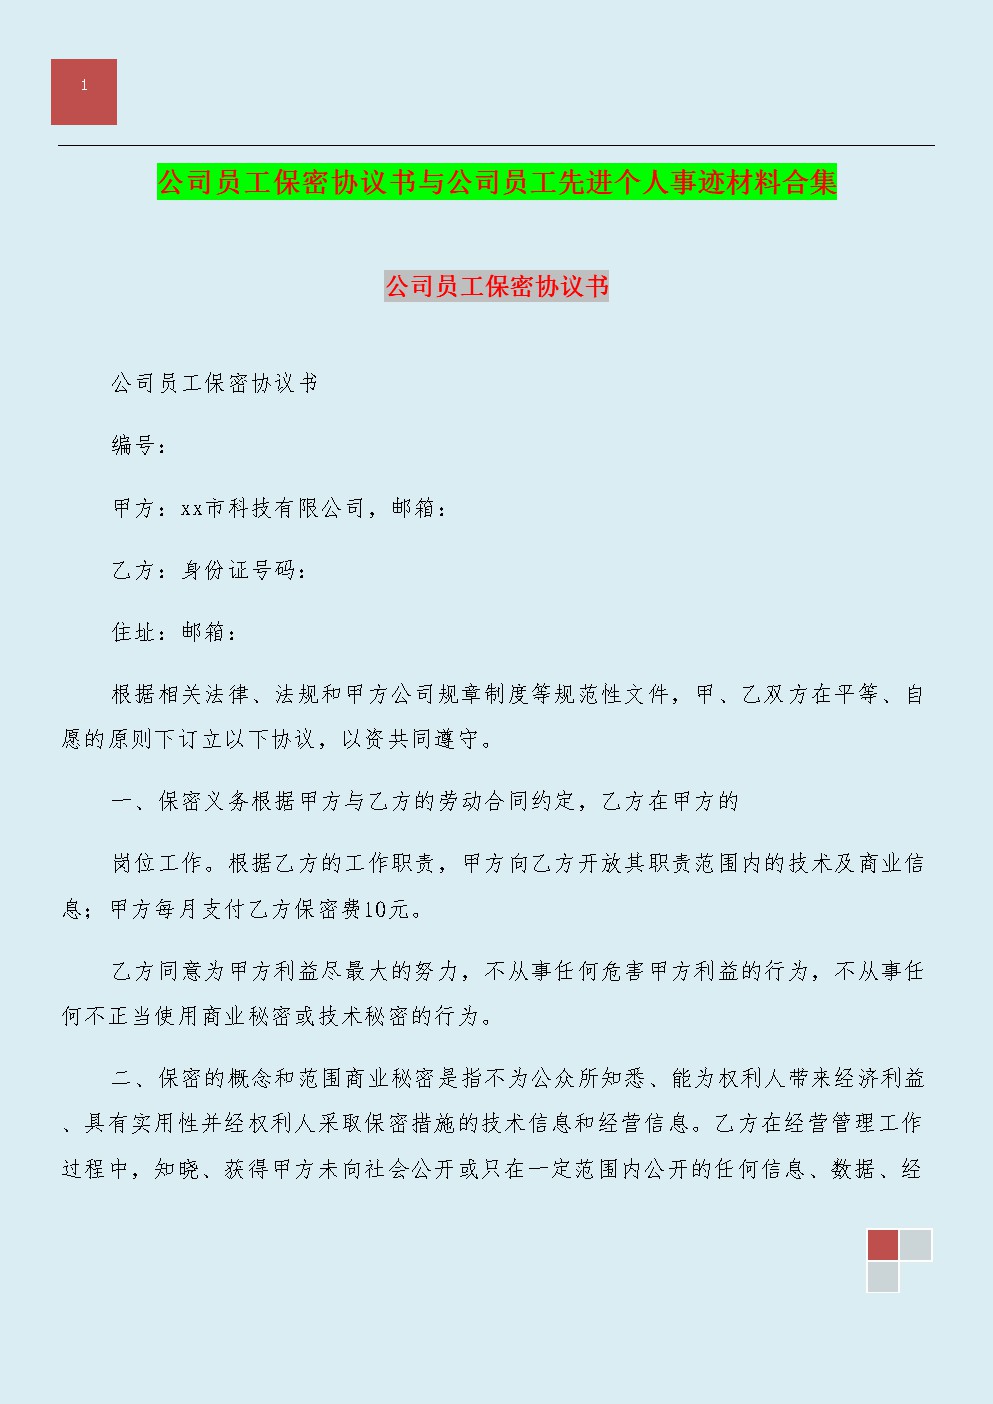 1
公司员工保密协议书与公司员工先进个人事迹材料合集
公司员工保密协议书
公司员工保密协议书
编号：
甲方：xx市科技有限公司，邮箱：
乙方：身份证号码：
住址：邮箱：
根据相关法律、法规和甲方公司规章制度等规范性文件，甲、乙双方在平等、自
愿的原则下订立以下协议，以资共同遵守。
一、保密义务根据甲方与乙方的劳动合同约定，乙方在甲方的
岗位工作。根据乙方的工作职责，甲方向乙方开放其职责范围内的技术及商业信
息；甲方每月支付乙方保密费10元。
乙方同意为甲方利益尽最大的努力，不从事任何危害甲方利益的行为，不从事任
何不正当使用商业秘密或技术秘密的行为。
二、保密的概念和范围商业秘密是指不为公众所知悉、能为权利人带来经济利益
、具有实用性并经权利人采取保密措施的技术信息和经营信息。乙方在经营管理工作
过程中，知晓、获得甲方未向社会公开或只在一定范围内公开的任何信息、数据、经